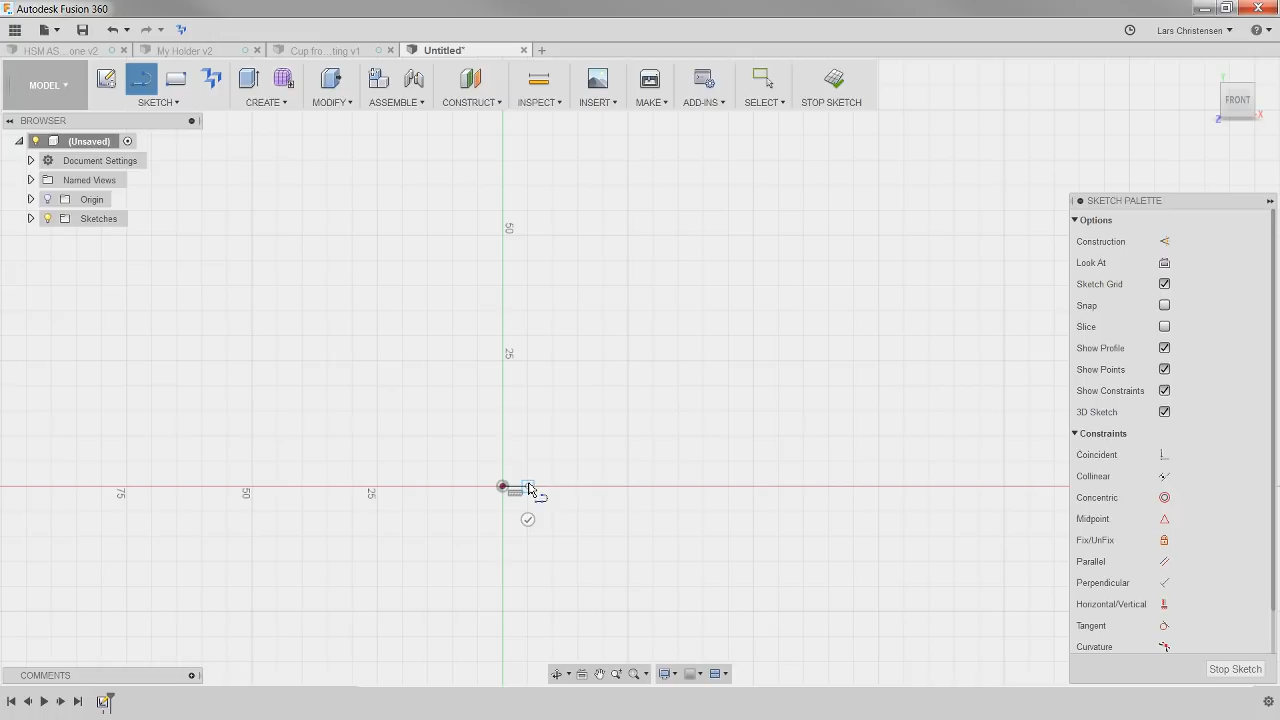 Autodesk Fusion 360
Lars Christensen
HSM AS...one v2
My Holder v2
Cup fro...ting v1
Untitled*
MODEL
SKETCH
CREATE
MODIFY
ASSEMBLE
CONSTRUCT
INSPECT
INSERT
MAKE
ADD-INS
SELECT
STOP SKETCH
FRONT
Y
X
Z
BROWSER
(Unsaved)
Document Settings
Named Views
Origin
Sketches
50
25
75
50
25
SKETCH PALETTE
Options
Construction
Look At
Sketch Grid
Snap
Slice
Show Profile
Show Points
Show Constraints
3D Sketch
Constraints
Coincident
Collinear
Concentric
Midpoint
Fix/UnFix
Parallel
Perpendicular
Horizontal/Vertical
Tangent
Curvature
Stop Sketch
COMMENTS